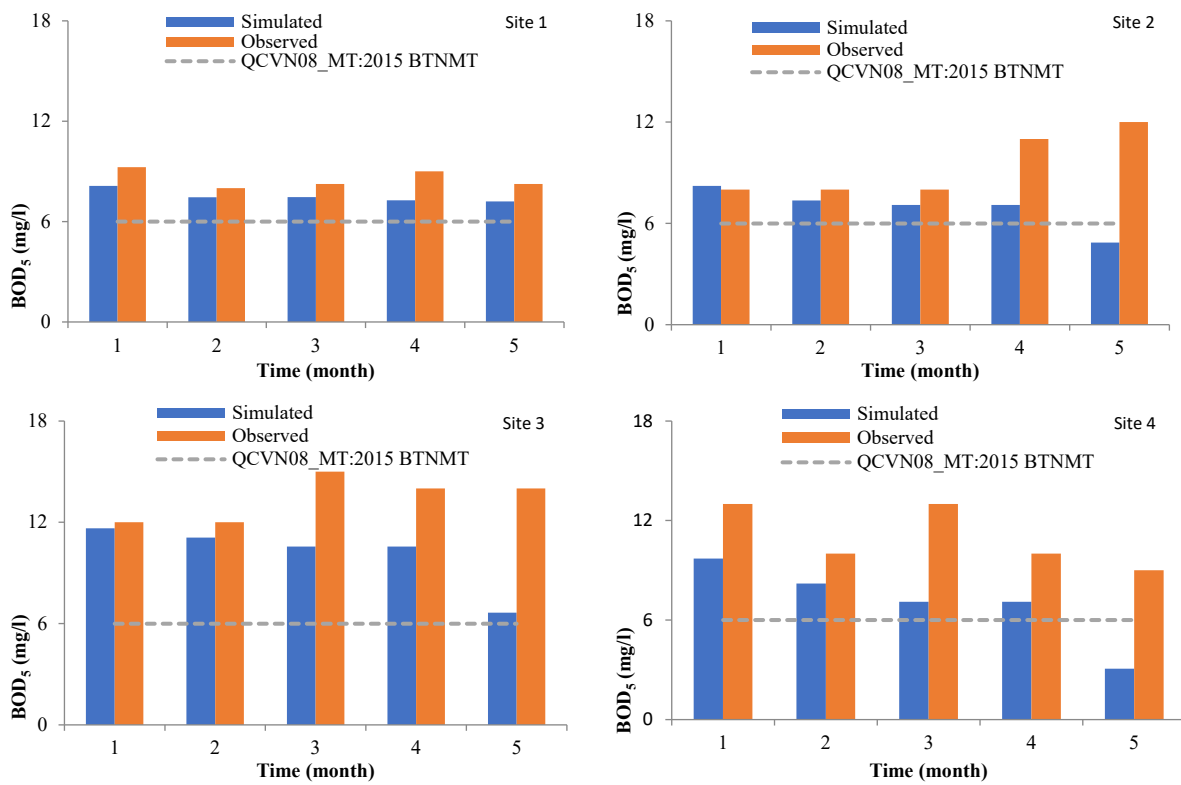 Simulated
Observed
QCVN08_MT:2015 BTNMT
Site 1
18
12
6
0
BOD₅ (mg/l)
1 2 3 4 5
Time (month)
Simulated
Observed
QCVN08_MT:2015 BTNMT
Site 2
18
12
6
0
BOD₅ (mg/l)
1 2 3 4 5
Time (month)
Simulated
Observed
QCVN08_MT:2015 BTNMT
Site 3
18
12
6
0
BOD₅ (mg/l)
1 2 3 4 5
Time (month)
Simulated
Observed
QCVN08_MT:2015 BTNMT
Site 4
18
12
6
0
BOD₅ (mg/l)
1 2 3 4 5
Time (month)